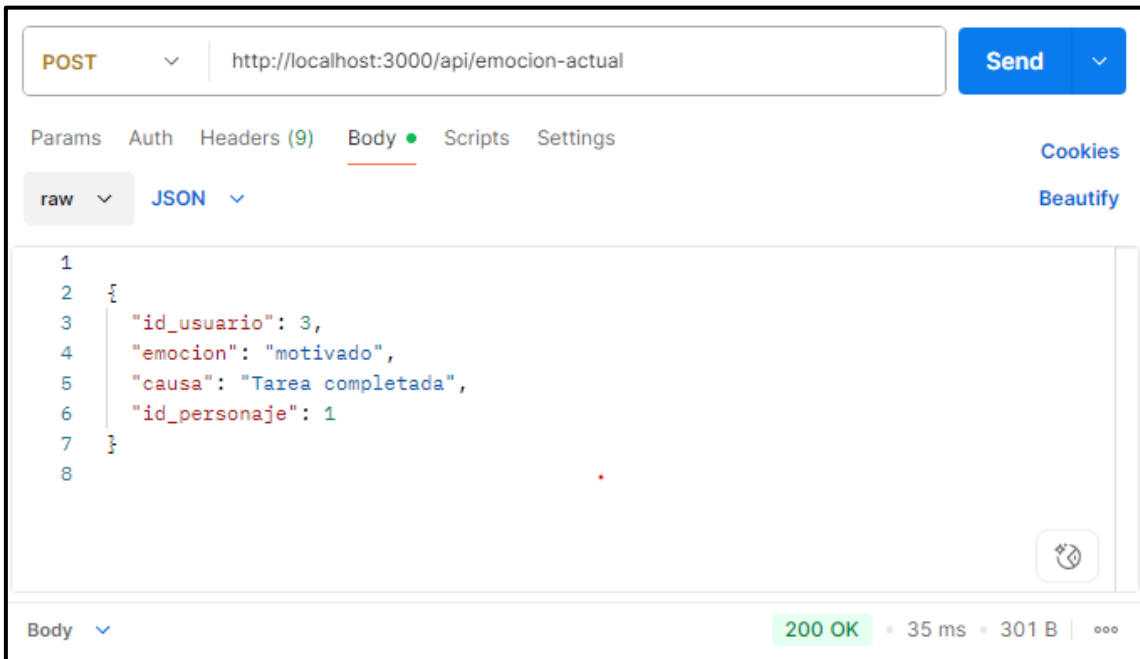 POST http://localhost:3000/api/emocion-actual Send
Params Auth Headers (9) Body Scripts Settings Cookies
raw JSON Beautify
1
2 {
3 "id_usuario": 3,
4 "emocion": "motivado",
5 "causa": "Tarea completada",
6 "id_personaje": 1
7 }
8
Body 200 OK 35 ms 301 B